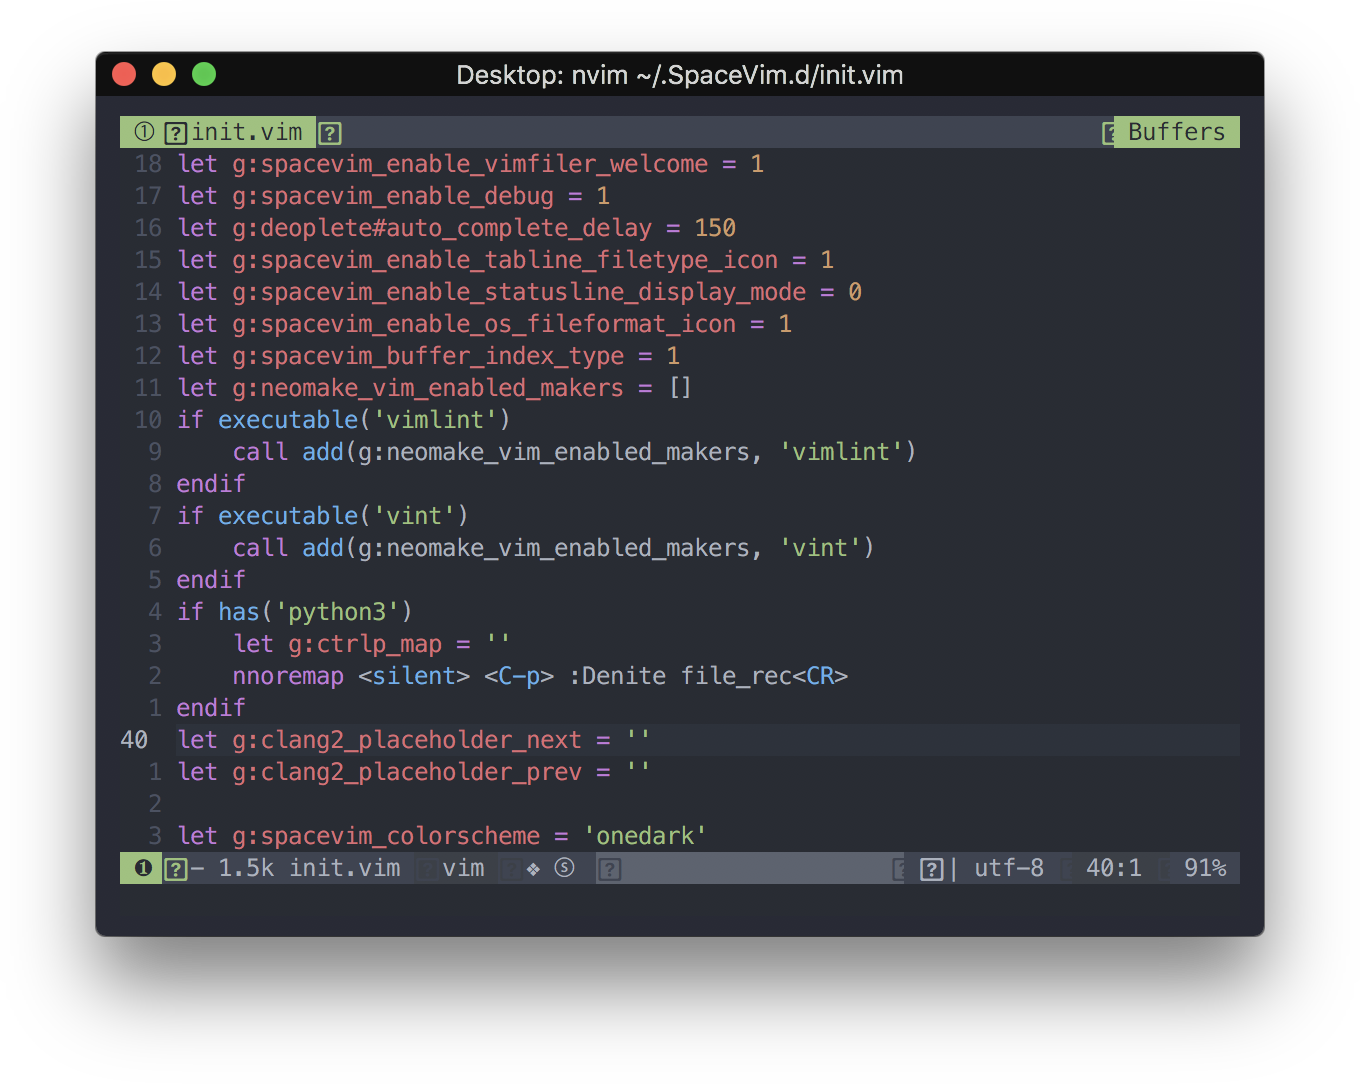 Desktop: nvim ~/.SpaceVim.d/init.vim
① init.vim Buffers
18 let g:spacevim_enable_vimfiler_welcome = 1
17 let g:spacevim_enable_debug = 1
16 let g:deoplete#auto_complete_delay = 150
15 let g:spacevim_enable_tabline_filetype_icon = 1
14 let g:spacevim_enable_statusline_display_mode = 0
13 let g:spacevim_enable_os_fileformat_icon = 1
12 let g:spacevim_buffer_index_type = 1
11 let g:neomake_vim_enabled_makers = []
10 if executable('vimlint')
9     call add(g:neomake_vim_enabled_makers, 'vimlint')
8 endif
7 if executable('vint')
6     call add(g:neomake_vim_enabled_makers, 'vint')
5 endif
4 if has('python3')
3     let g:ctrlp_map = ''
2     nnoremap <silent> <C-p> :Denite file_rec<CR>
1 endif
40 let g:clang2_placeholder_next = ''
1 let g:clang2_placeholder_prev = ''
2
3 let g:spacevim_colorscheme = 'onedark'
❶ - 1.5k init.vim vim ❖ Ⓢ | utf-8 40:1 91%